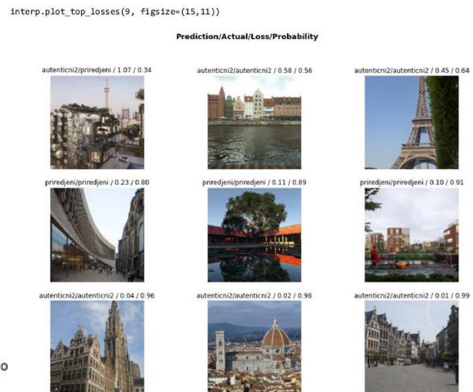 interp.plot_top_losses(9, figsize=(15,11))
Prediction/Actual/Loss/Probability
autenticni2/priredjeni / 1.07 / 0.34
autenticni2/autenticni2 / 0.58 / 0.56
autenticni2/autenticni2 / 0.45 / 0.64
priredjeni/priredjeni / 0.23 / 0.80
priredjeni/priredjeni / 0.11 / 0.89
priredjeni/priredjeni / 0.10 / 0.91
autenticni2/autenticni2 / 0.04 / 0.96
autenticni2/autenticni2 / 0.02 / 0.98
autenticni2/autenticni2 / 0.01 / 0.99
o